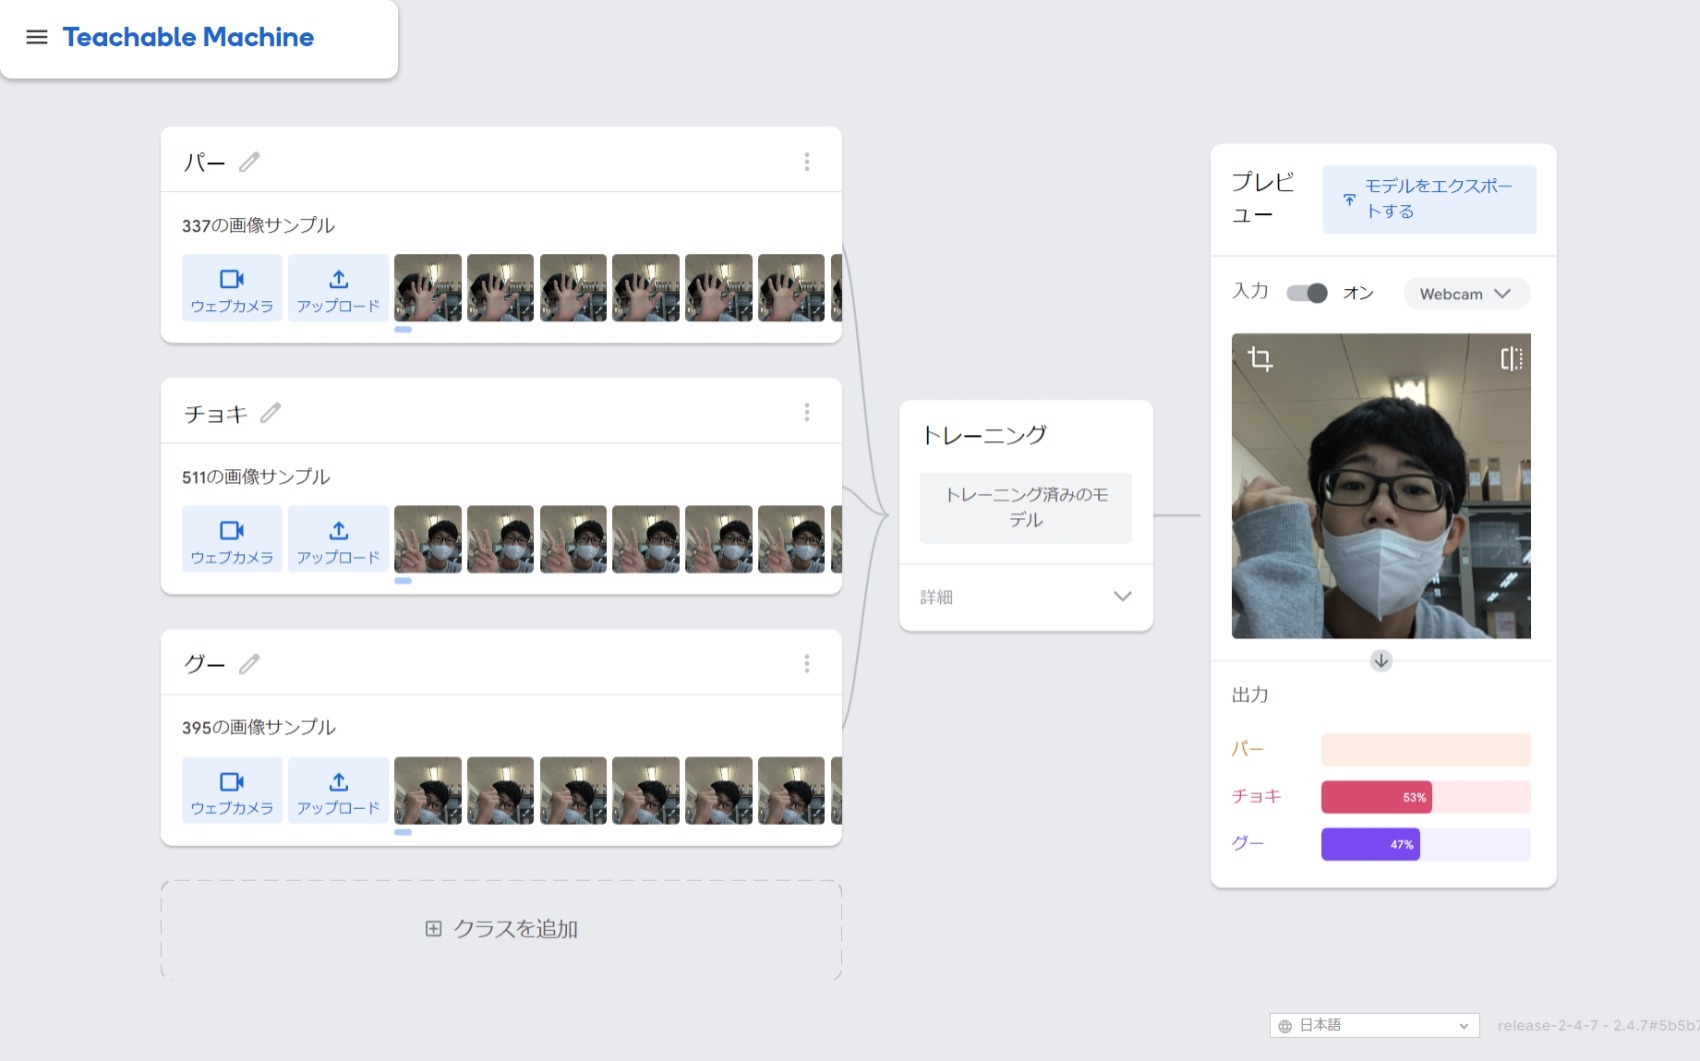 Teachable Machine
パー
337の画像サンプル
ウェブカメラ
アップロード
チョキ
511の画像サンプル
ウェブカメラ
アップロード
グー
395の画像サンプル
ウェブカメラ
アップロード
クラスを追加
トレーニング
トレーニング済みのモ
デル
詳細
プレビ
ュー
モデルをエクスポー
トする
入力
オン
Webcam
出力
パー
チョキ
53%
グー
47%
日本語
release-2-4-7 - 2.4.7#5b5b7